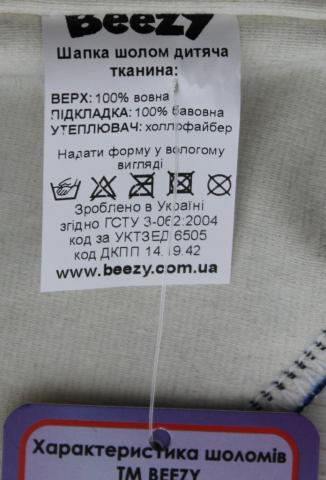 Beezy
Шапка шолом дитяча
тканина:
ВЕРХ: 100% вовна
ПІДКЛАДКА: 100% бавовна
УТЕПЛЮВАЧ: холлофайбер
Надати форму у вологому
вигляді
Зроблено в Україні
згідно ГСТУ 3-062:2004
код за УКТЗЕД 6505
код ДКПП 14.19.42
www.beezy.com.ua
Характеристика шоломів
ТМ BEEZY